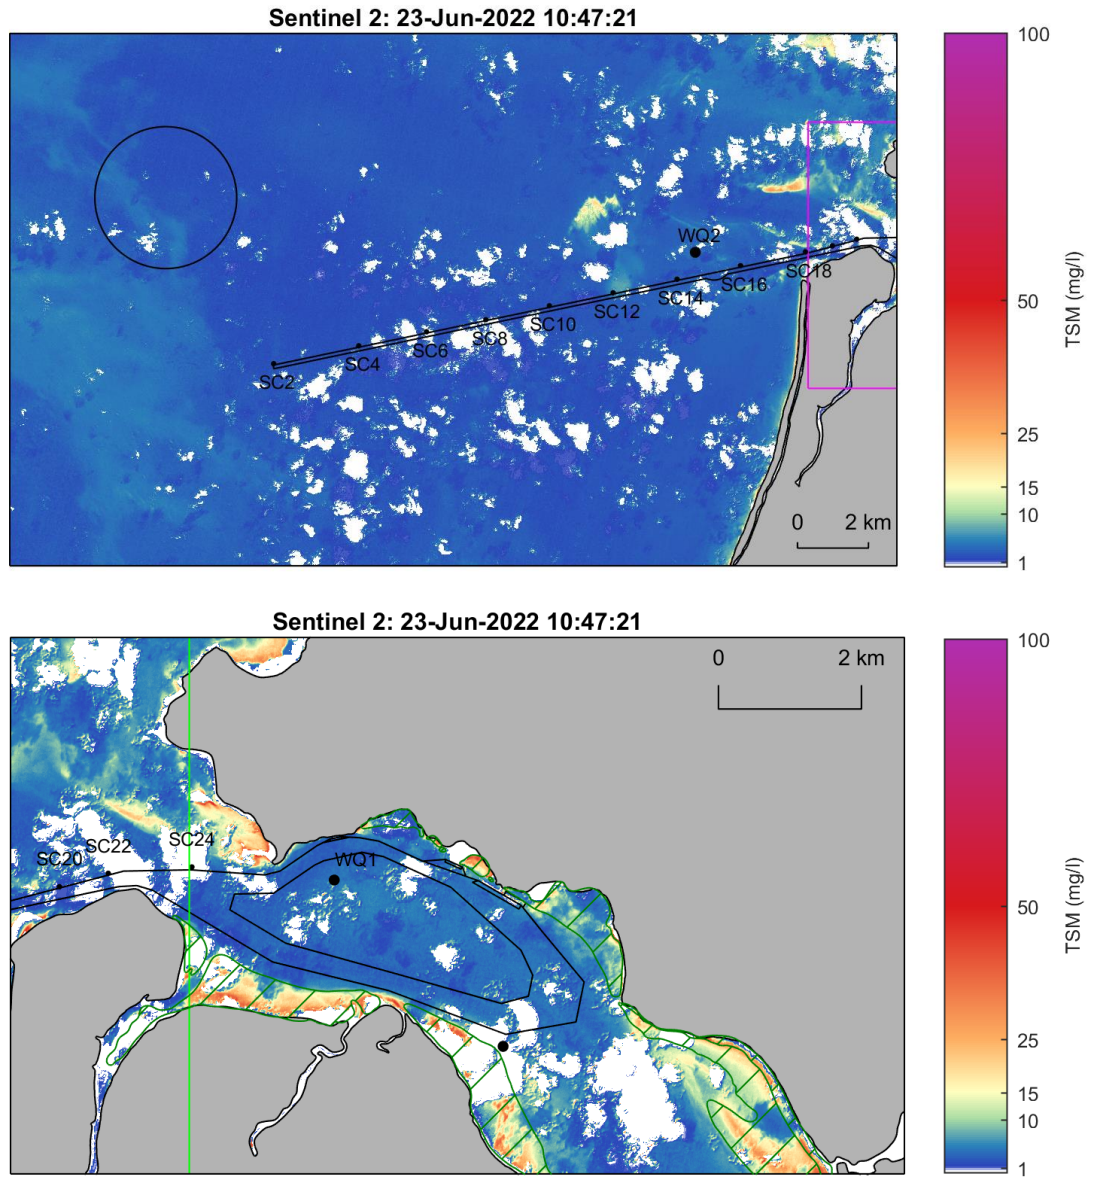 Sentinel 2: 23-Jun-2022 10:47:21
100
50
25
15
10
1
TSM (mg/l)
WQ2
SC18
SC16
SC14
SC12
SC10
SC8
SC6
SC4
SC2
0 2 km
Sentinel 2: 23-Jun-2022 10:47:21
0 2 km
100
50
25
15
10
1
TSM (mg/l)
SC24
SC22
SC20
WQ1